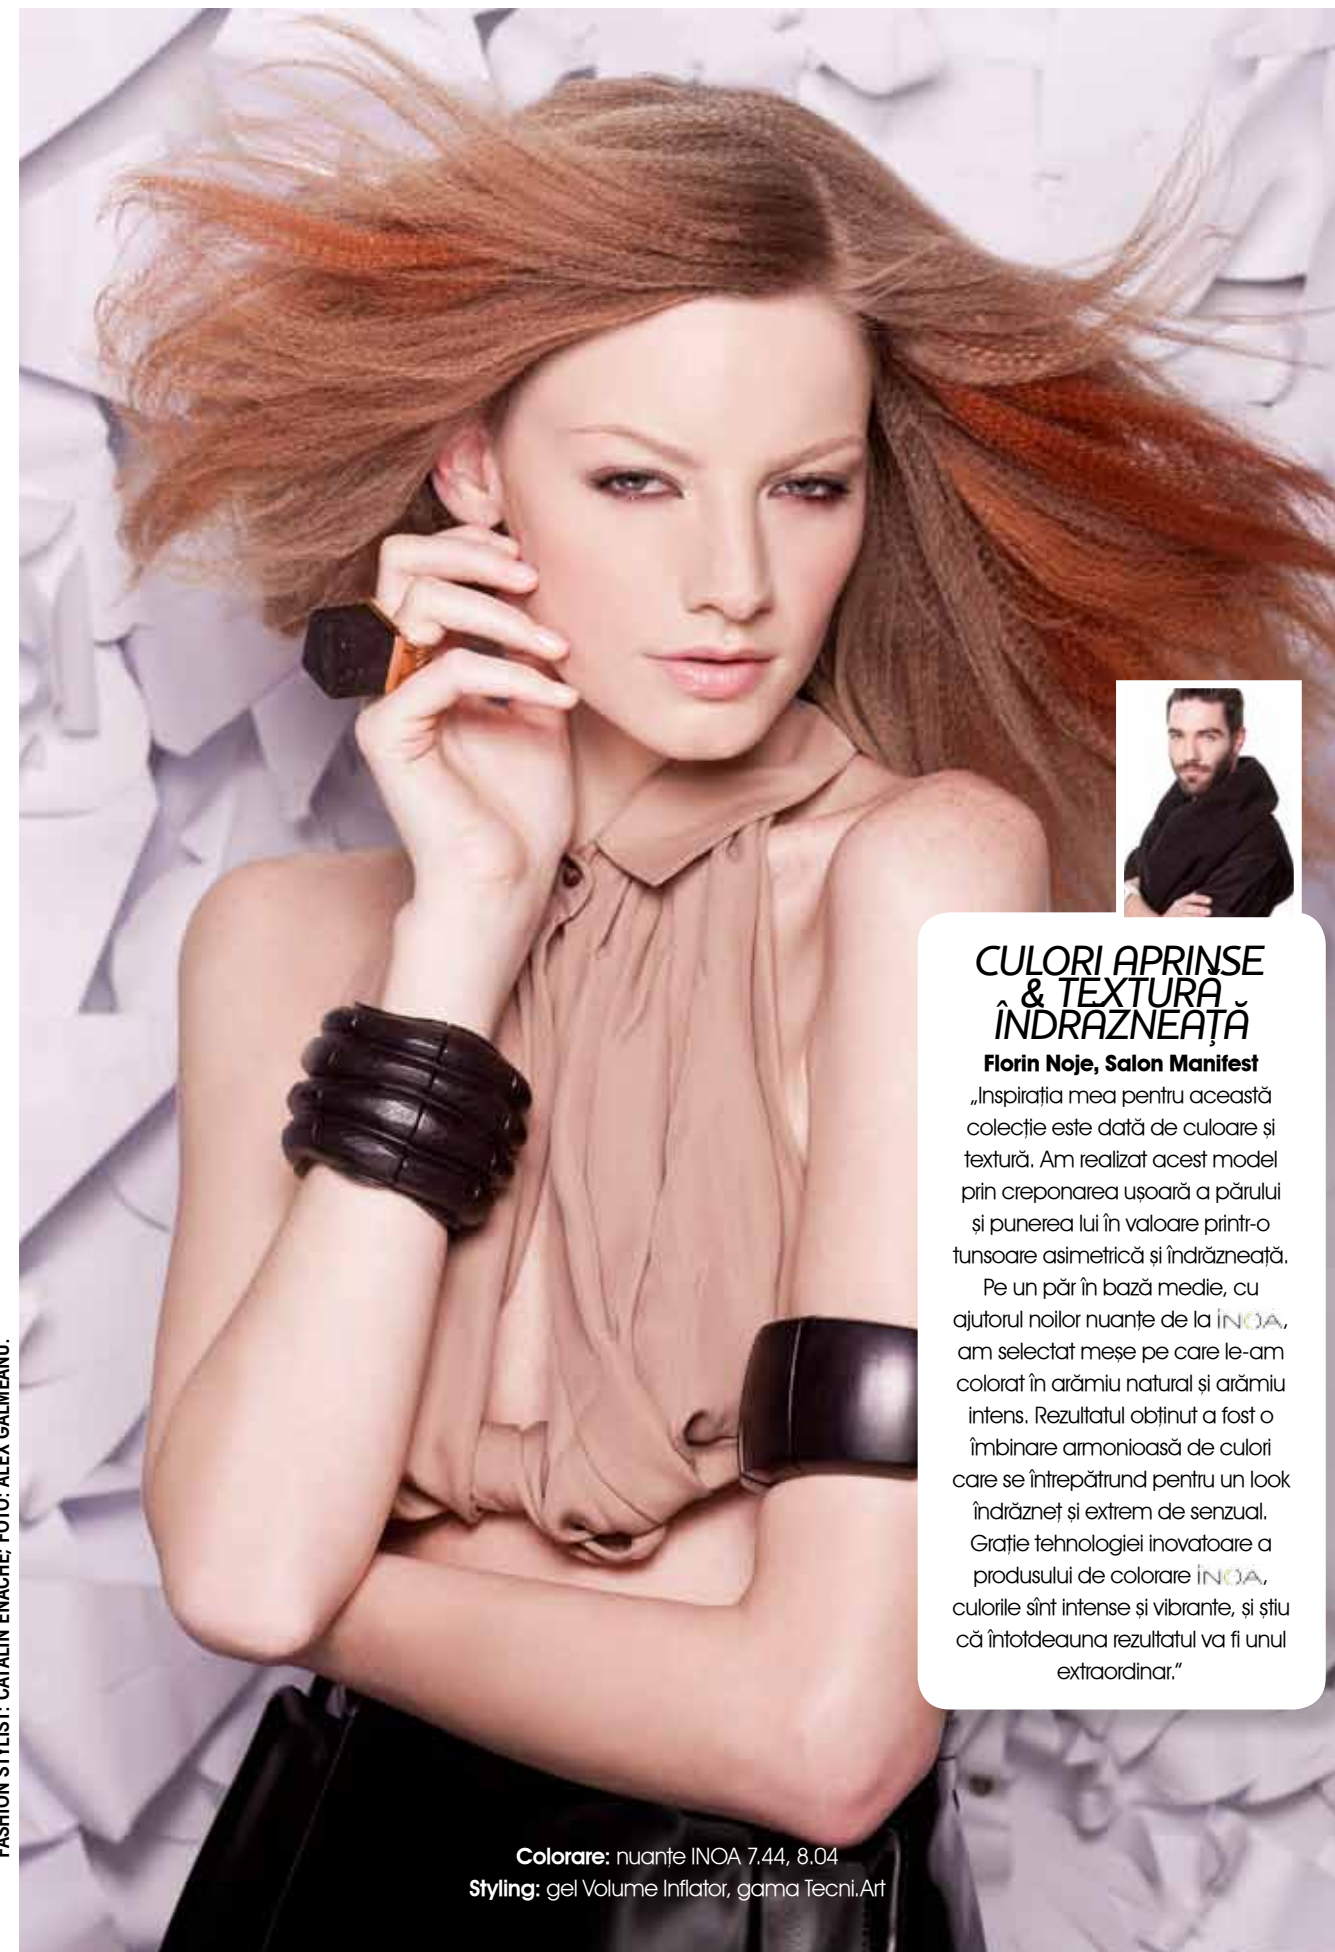 CULORI APRINSE
& TEXTURĂ
ÎNDRĂZNEAȚĂ
Florin Noje, Salon Manifest
„Inspirația mea pentru această
colecție este dată de culoare și
textură. Am realizat acest model
prin creponarea ușoară a părului
și punerea lui în valoare printr-o
tunsoare asimetrică și îndrăzneață.
Pe un păr în bază medie, cu
ajutorul noilor nuanțe de la iNOA,
am selectat meșe pe care le-am
colorat în arămiu natural și arămiu
intens. Rezultatul obținut a fost o
îmbinare armonioasă de culori
care se întrepătrund pentru un look
îndrăzneț și extrem de senzual.
Grație tehnologiei inovatoare a
produsului de colorare iNOA,
culorile sînt intense și vibrante, și știu
că întotdeauna rezultatul va fi unul
extraordinar.“
Colorare: nuanțe INOA 7.44, 8.04
Styling: gel Volume Inflator, gama Tecni.Art
FASHION STYLIST: CĂTĂLIN ENACHE; FOTO: ALEX GÂLMEANU.